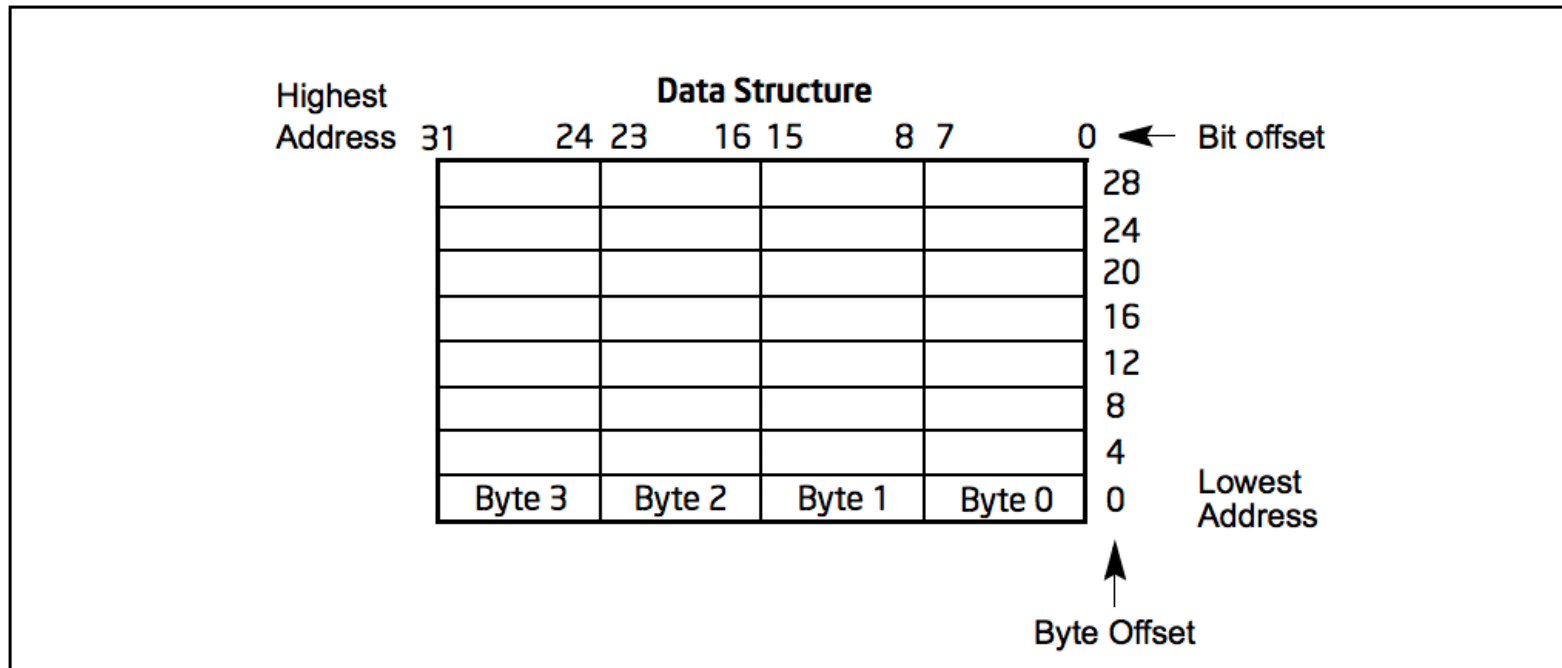 Data Structure
Highest
Address 31 24 23 16 15 8 7 0 Bit offset
28
24
20
16
12
8
4
Byte 3 Byte 2 Byte 1 Byte 0 0 Lowest
Address
Byte Offset